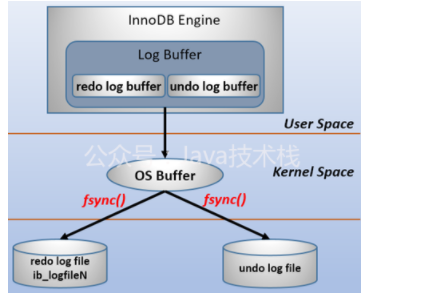 InnoDB Engine
Log Buffer
redo log buffer
undo log buffer
User Space
公众号 Java技术栈
Kernel Space
OS Buffer
fsync()
fsync()
redo log file
ib_logfileN
undo log file